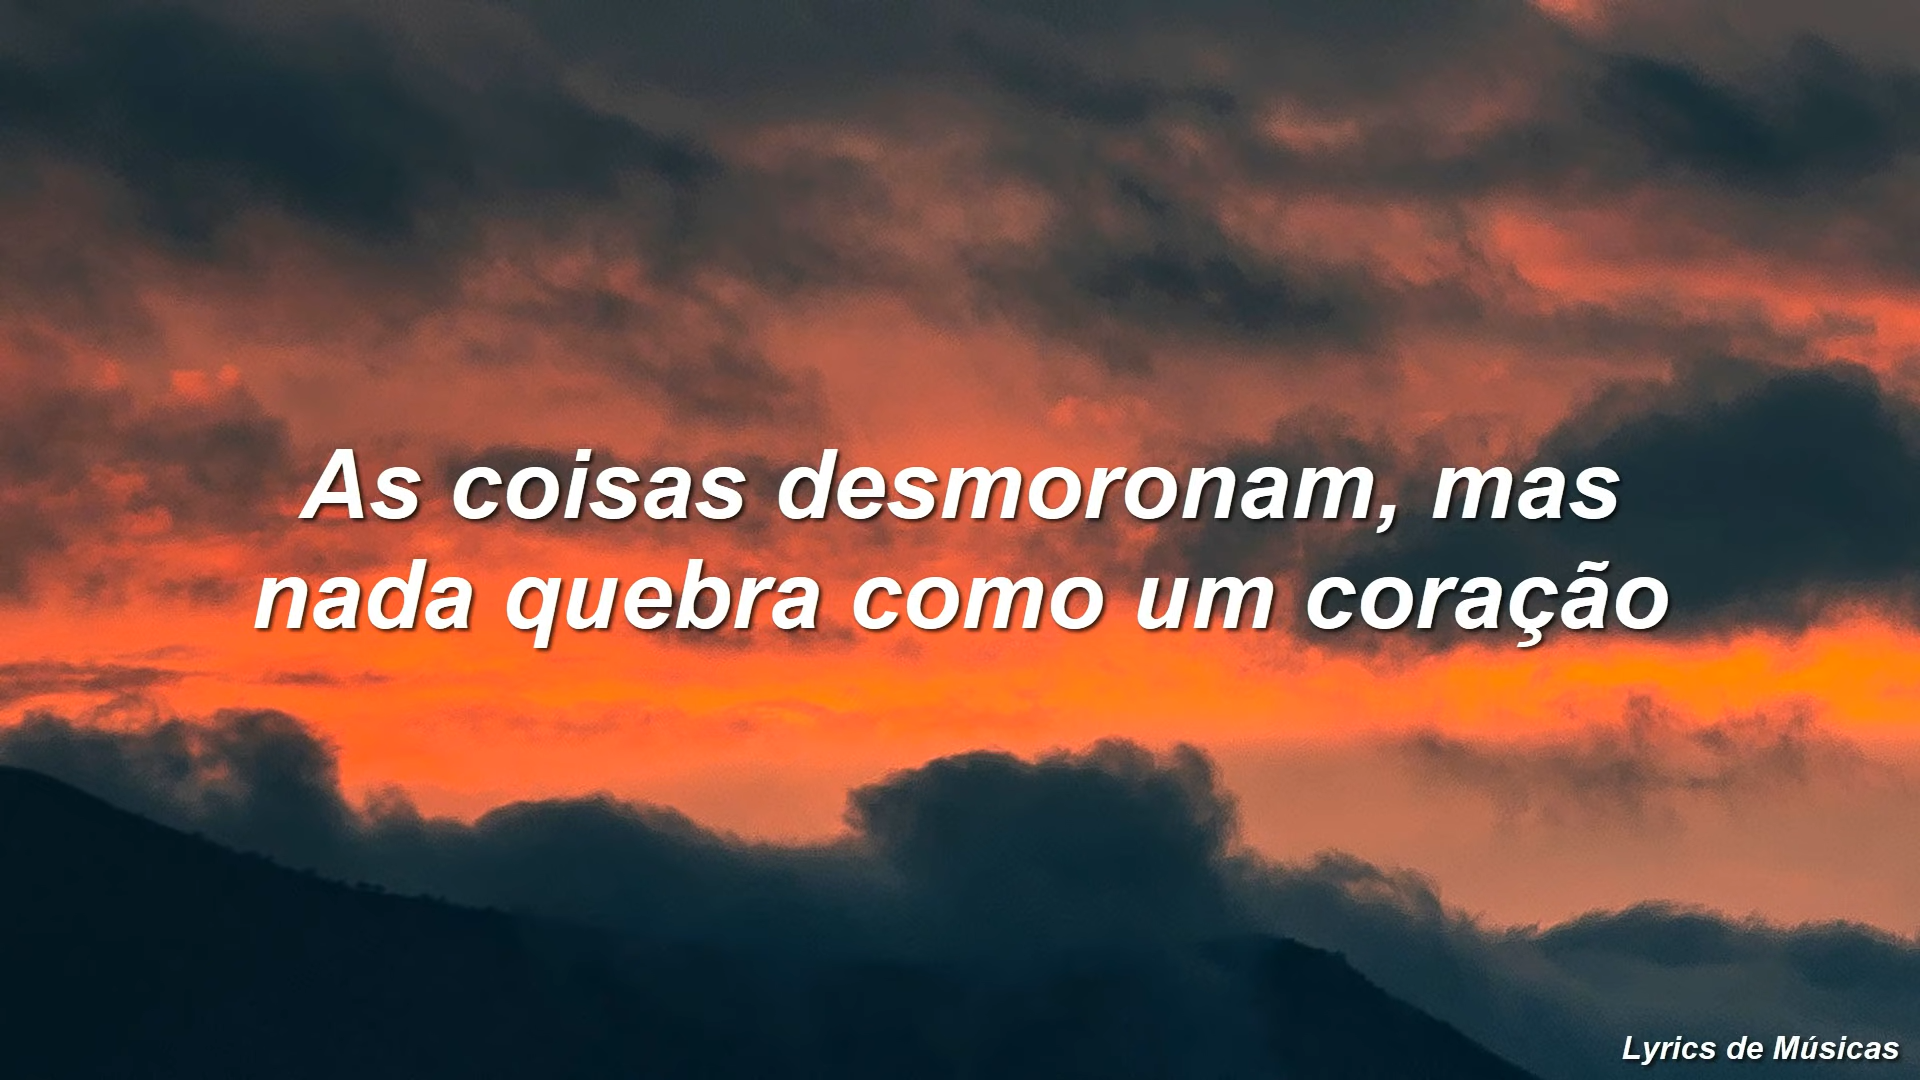 As coisas desmoronam, mas
nada quebra como um coração
Lyrics de Músicas